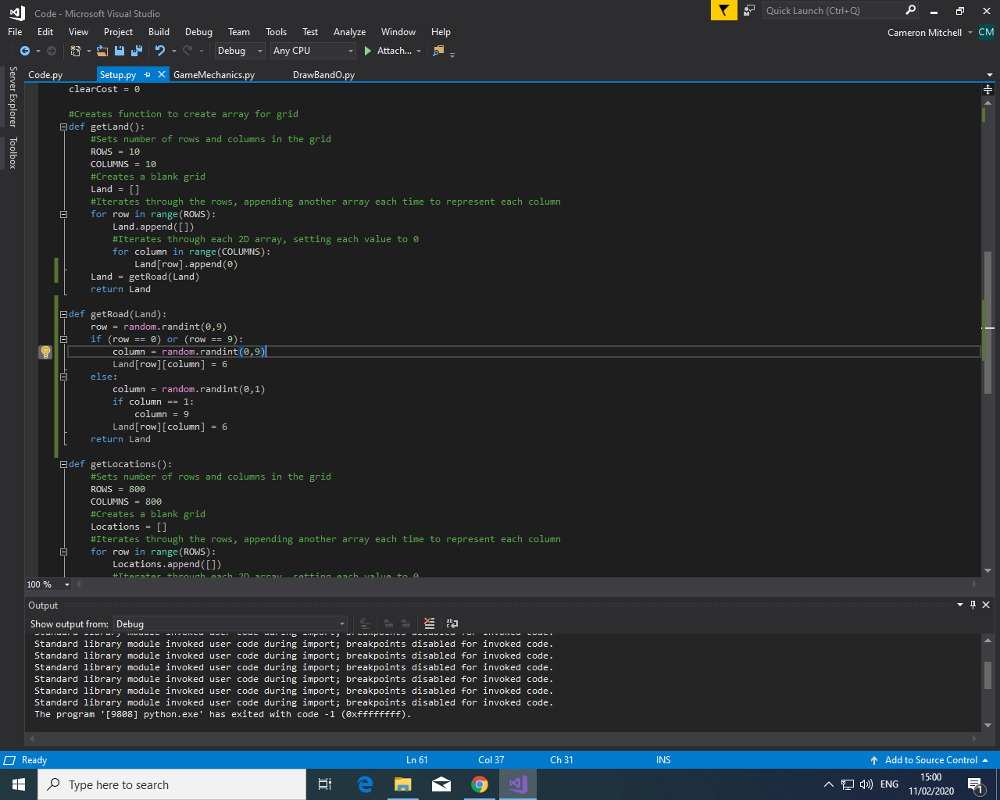 Code - Microsoft Visual Studio
Quick Launch (Ctrl+Q)
File Edit View Project Build Debug Team Tools Test Analyze Window Help
Cameron Mitchell CM
Debug Any CPU Attach...
Server Explorer
Toolbox
Code.py Setup.py GameMechanics.py DrawBandO.py
clearCost = 0
#Creates function to create array for grid
def getLand():
#Sets number of rows and columns in the grid
ROWS = 10
COLUMNS = 10
#Creates a blank grid
Land = []
#Iterates through the rows, appending another array each time to represent each column
for row in range(ROWS):
Land.append([])
#Iterates through each 2D array, setting each value to 0
for column in range(COLUMNS):
Land[row].append(0)
Land = getRoad(Land)
return Land
def getRoad(Land):
row = random.randint(0,9)
if (row == 0) or (row == 9):
column = random.randint(0,9)
Land[row][column] = 6
else:
column = random.randint(0,1)
if column == 1:
column = 9
Land[row][column] = 6
return Land
def getLocations():
#Sets number of rows and columns in the grid
ROWS = 800
COLUMNS = 800
#Creates a blank grid
Locations = []
#Iterates through the rows, appending another array each time to represent each column
for row in range(ROWS):
Locations.append([])
#Iterates through each 2D array, setting each value to 0
100 %
Output
Show output from: Debug
Standard library module invoked user code during import; breakpoints disabled for invoked code.
Standard library module invoked user code during import; breakpoints disabled for invoked code.
Standard library module invoked user code during import; breakpoints disabled for invoked code.
Standard library module invoked user code during import; breakpoints disabled for invoked code.
Standard library module invoked user code during import; breakpoints disabled for invoked code.
Standard library module invoked user code during import; breakpoints disabled for invoked code.
Standard library module invoked user code during import; breakpoints disabled for invoked code.
The program '[9808] python.exe' has exited with code -1 (0xffffffff).
Ready Ln 61 Col 37 Ch 31 INS Add to Source Control
Type here to search
ENG
15:00
11/02/2020
1